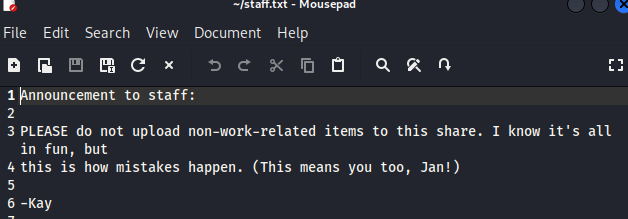 ~/staff.txt - Mousepad
File Edit Search View Document Help
1 Announcement to staff:
2
3 PLEASE do not upload non-work-related items to this share. I know it's all
in fun, but
4 this is how mistakes happen. (This means you too, Jan!)
5
6 -Kay
7